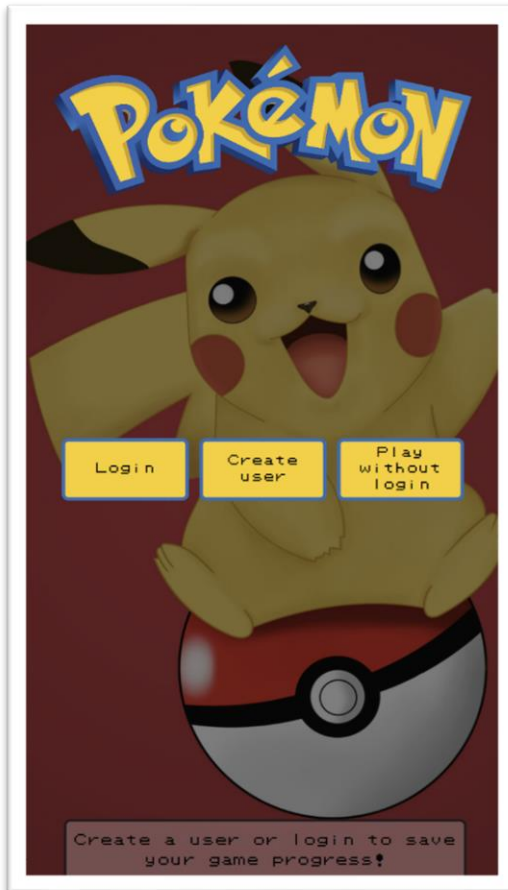 POKéMON
Login
Create
user
Play
without
login
Create a user or login to save
your game progress!